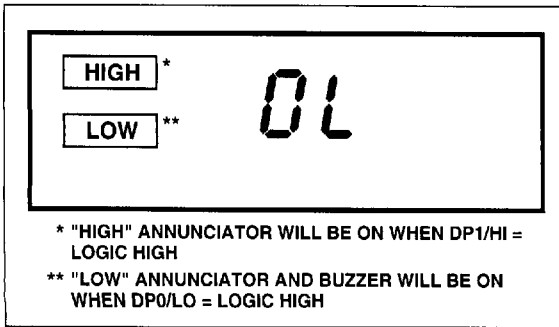 HIGH *
OL
LOW **
* "HIGH" ANNUNCIATOR WILL BE ON WHEN DP1/HI =
LOGIC HIGH
** "LOW" ANNUNCIATOR AND BUZZER WILL BE ON
WHEN DP0/LO = LOGIC HIGH